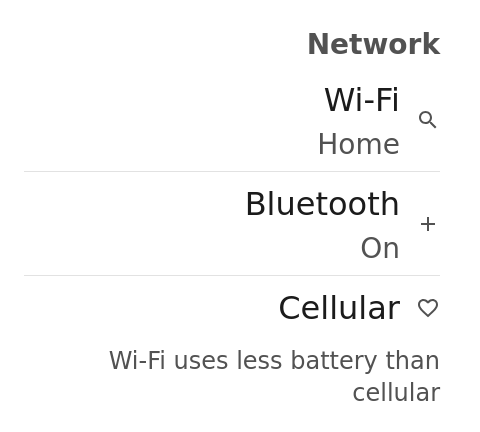 Network
Wi-Fi
Home
Bluetooth
On
Cellular
Wi-Fi uses less battery than
cellular